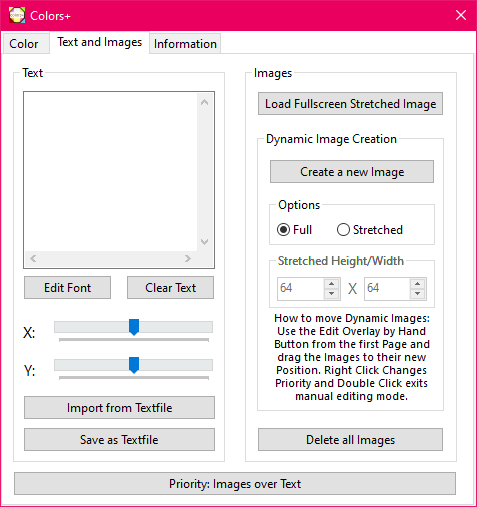 Colors+
Color
Text and Images
Information
Text
Edit Font
Clear Text
X:
Y:
Import from Textfile
Save as Textfile
Images
Load Fullscreen Stretched Image
Dynamic Image Creation
Create a new Image
Options
Full
Stretched
Stretched Height/Width
64 X 64
How to move Dynamic Images:
Use the Edit Overlay by Hand
Button from the first Page and
drag the Images to their new
Position. Right Click Changes
Priority and Double Click exits
manual editing mode.
Delete all Images
Priority: Images over Text